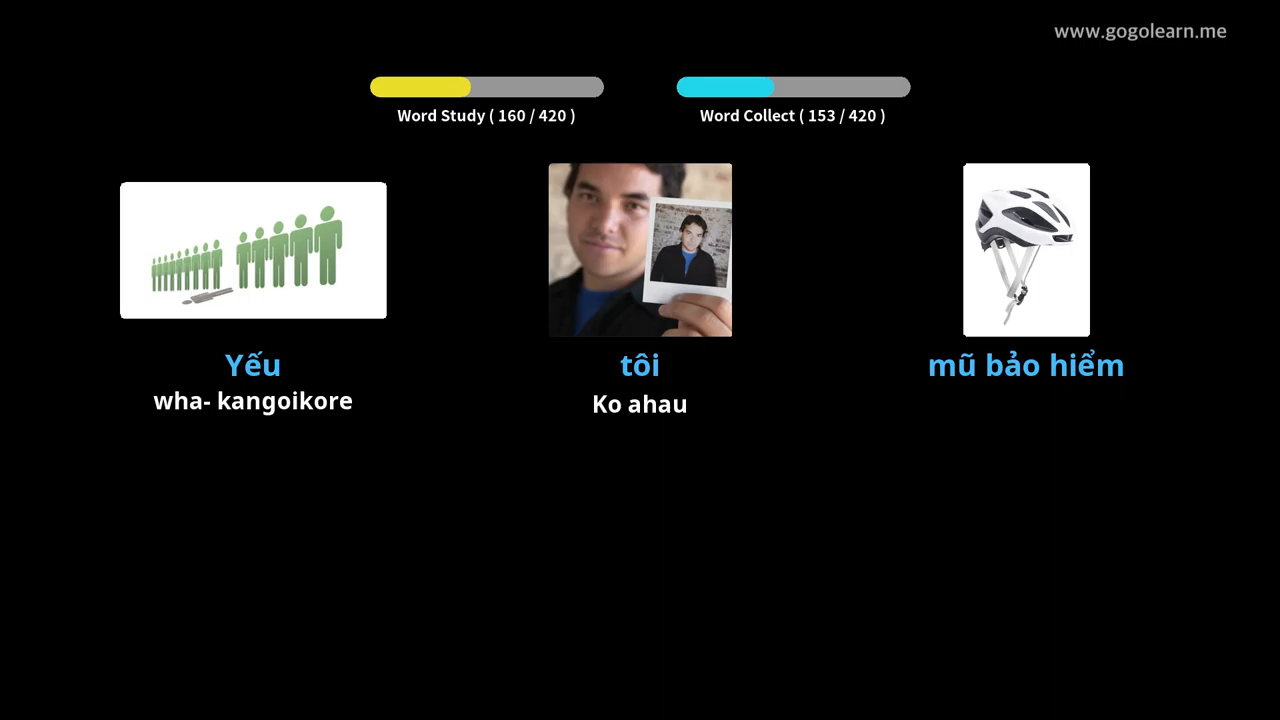 www.gogolearn.me
Word Study ( 160 / 420 )
Word Collect ( 153 / 420 )
Yếu
tôi
mũ bảo hiểm
wha- kangoikore
Ko ahau